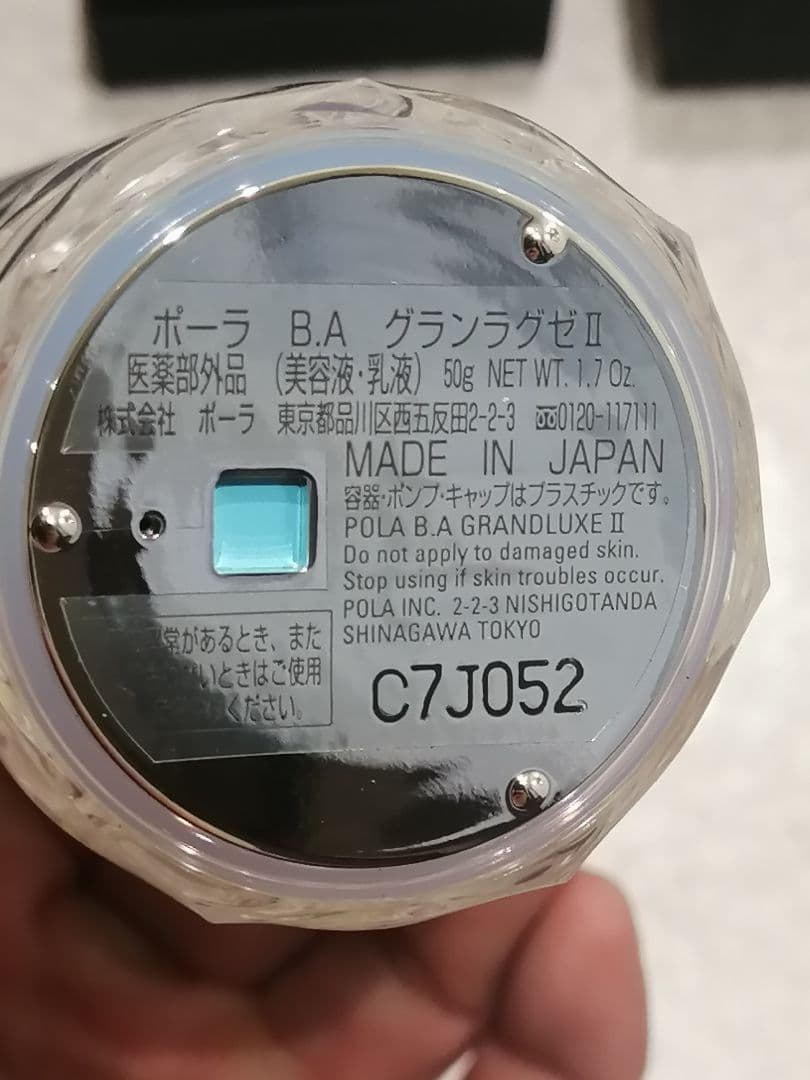 ポーラ B.A グランラグゼⅡ
医薬部外品 (美容液・乳液) 50g NET WT. 1.7 Oz.
株式会社 ポーラ 東京都品川区西五反田2-2-3 0120-117111
MADE IN JAPAN
容器・ポンプ・キャップはプラスチックです。
POLA B.A GRANDLUXE Ⅱ
Do not apply to damaged skin.
Stop using if skin troubles occur.
POLA INC. 2-2-3 NISHIGOTANDA
SHINAGAWA TOKYO
常があるとき、また
いときはご使用
ください。
C7J052